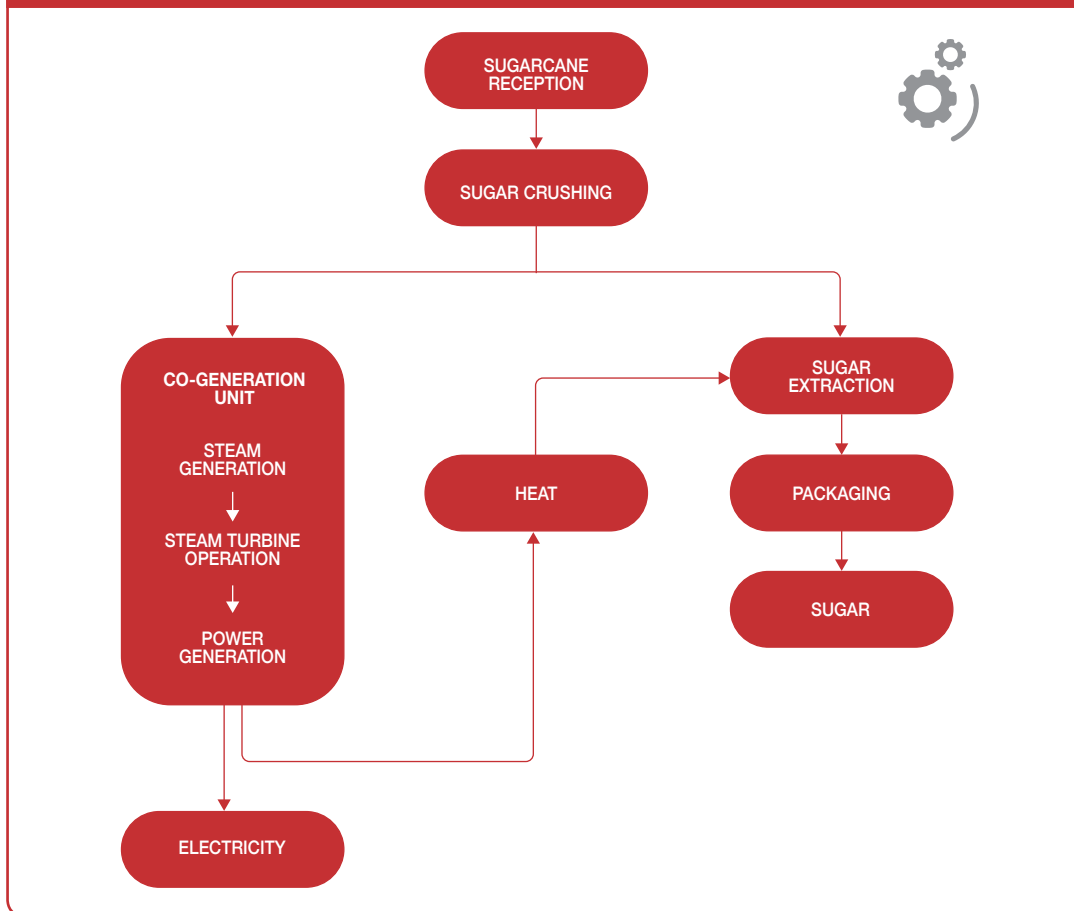 SUGARCANE
RECEPTION
SUGAR CRUSHING
CO-GENERATION
UNIT
STEAM
GENERATION
STEAM TURBINE
OPERATION
POWER
GENERATION
ELECTRICITY
HEAT
SUGAR
EXTRACTION
PACKAGING
SUGAR